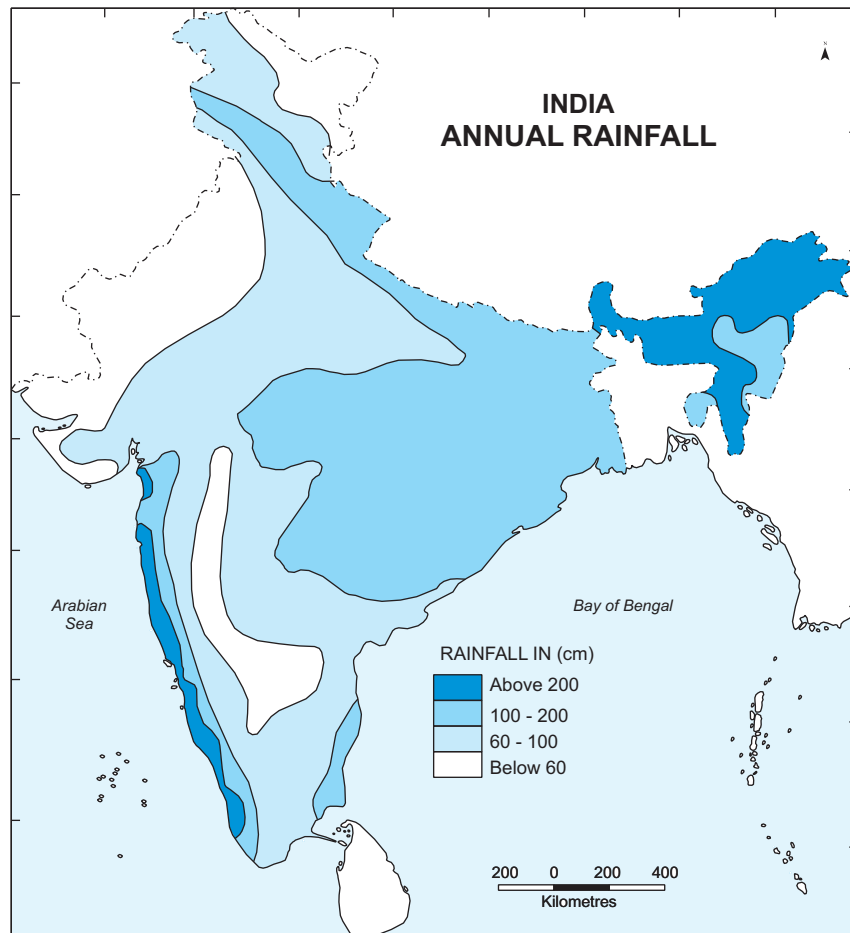 N
INDIA
ANNUAL RAINFALL
Arabian
Sea
Bay of Bengal
RAINFALL IN (cm)
Above 200
100 - 200
60 - 100
Below 60
200 0 200 400
Kilometres